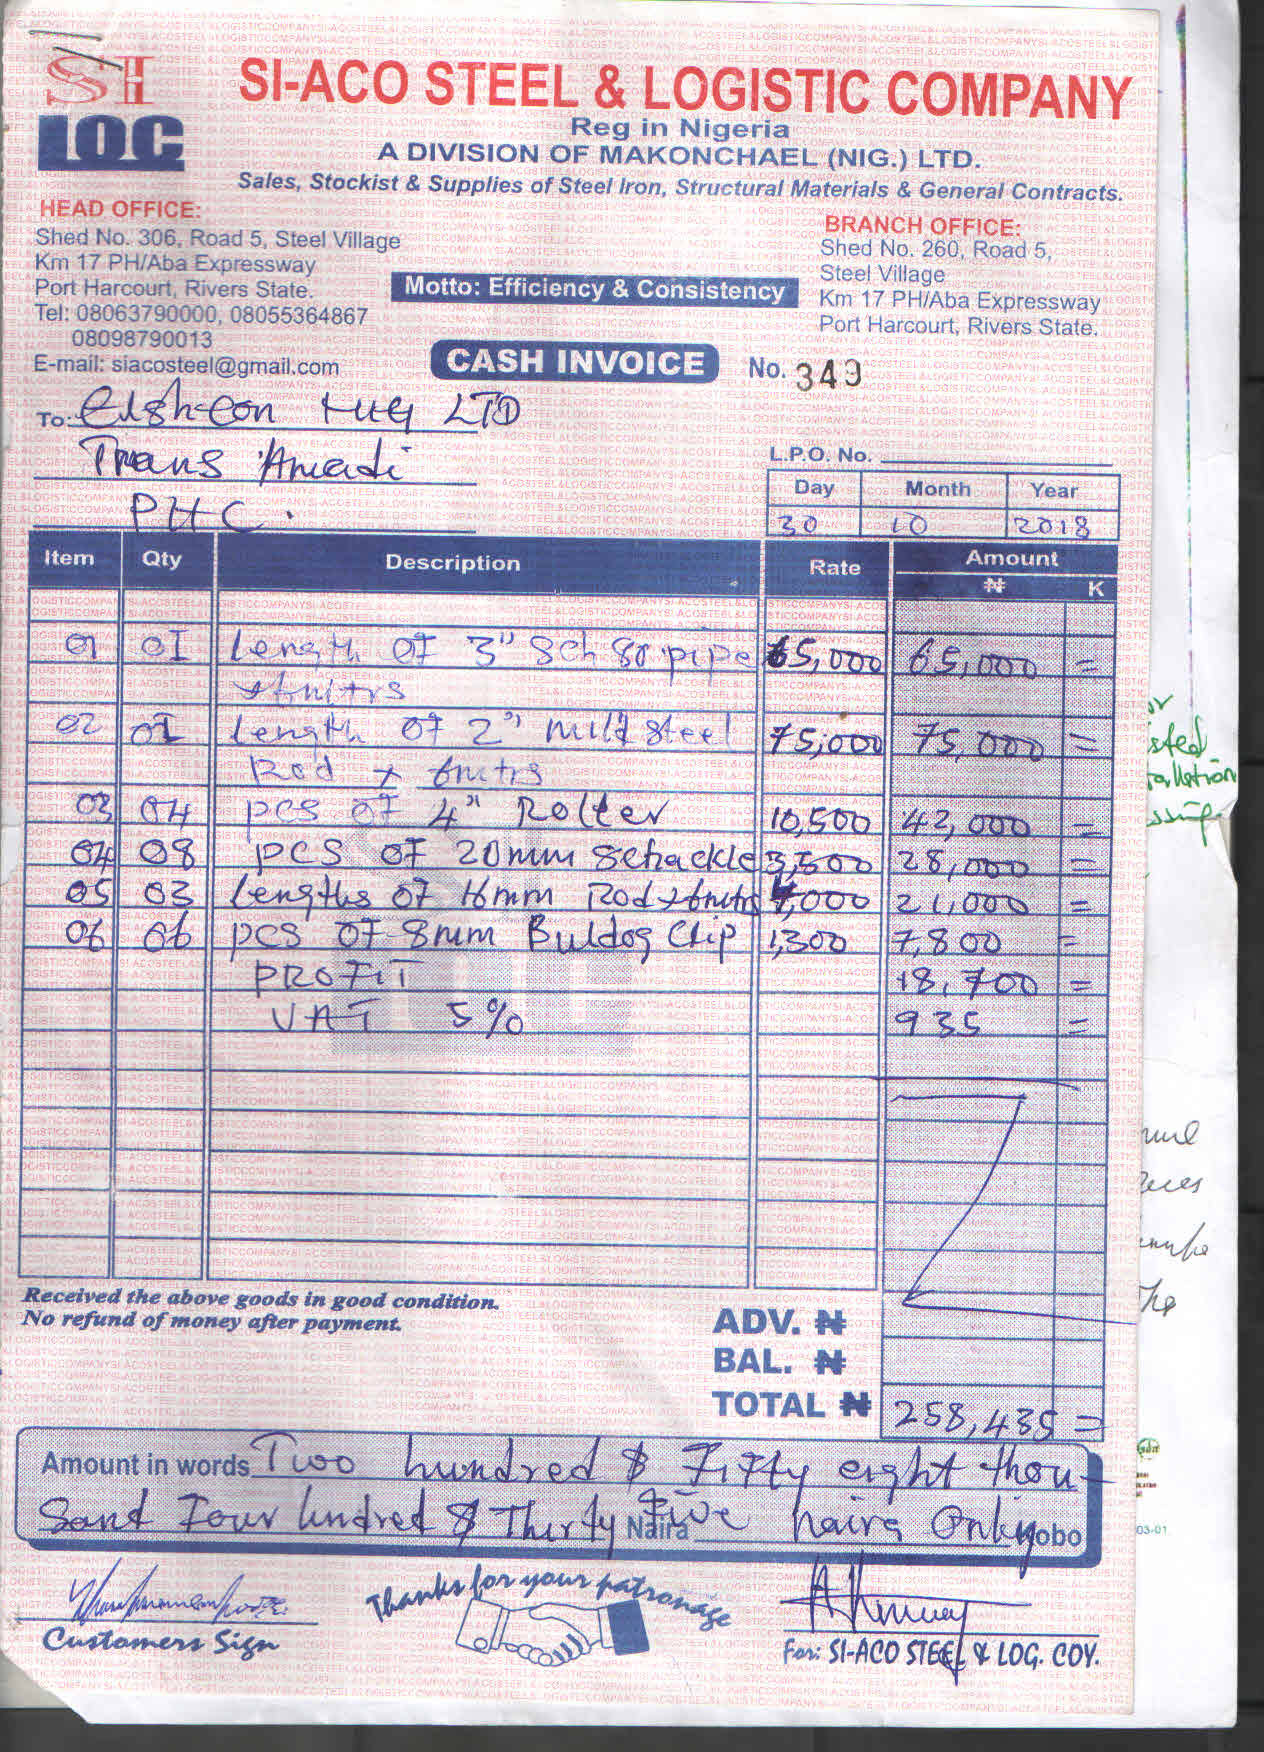 SI
LOC
SI-ACO STEEL & LOGISTIC COMPANY
Reg in Nigeria
A DIVISION OF MAKONCHAEL (NIG.) LTD.
Sales, Stockist & Supplies of Steel Iron, Structural Materials & General Contracts.
HEAD OFFICE:
Shed No. 306, Road 5, Steel Village
Km 17 PH/Aba Expressway
Port Harcourt, Rivers State.
Tel: 08063790000, 08055364867
08098790013
E-mail: siacosteel@gmail.com
BRANCH OFFICE:
Shed No. 260, Road 5,
Steel Village
Km 17 PH/Aba Expressway
Port Harcourt, Rivers State.
Motto: Efficiency & Consistency
CASH INVOICE No. 349
To: LTD
Trans Amadi
PHC.
L.P.O. No.
Day Month Year
30 10 2018
Item Qty Description Rate Amount
₦ K
01 01 Length of 3" Sch 80 pipe 65,000 65,000 =
x 6mtrs
02 01 Length of 2" mild steel 75,000 75,000 =
Rod x 6mtrs
03 04 pcs of 4" Roller 10,500 42,000 =
04 08 pcs of 20mm schackle 3,500 28,000 =
05 03 Lengths of 16mm Rod x 6mtrs 7,000 21,000 =
06 06 pcs of 8mm Buldog Clip 1,300 7,800 =
PROFIT 18,700 =
VAT 5% 935 =
Received the above goods in good condition.
No refund of money after payment.
ADV. ₦
BAL. ₦
TOTAL ₦ 258,435 =
Amount in words Two hundred & Fifty eight thou-
sand Four hundred & Thirty Five Naira naira Only Kobo
Thanks for your patronage
Customers Sign
For: SI-ACO STEEL & LOG. COY.
03-01